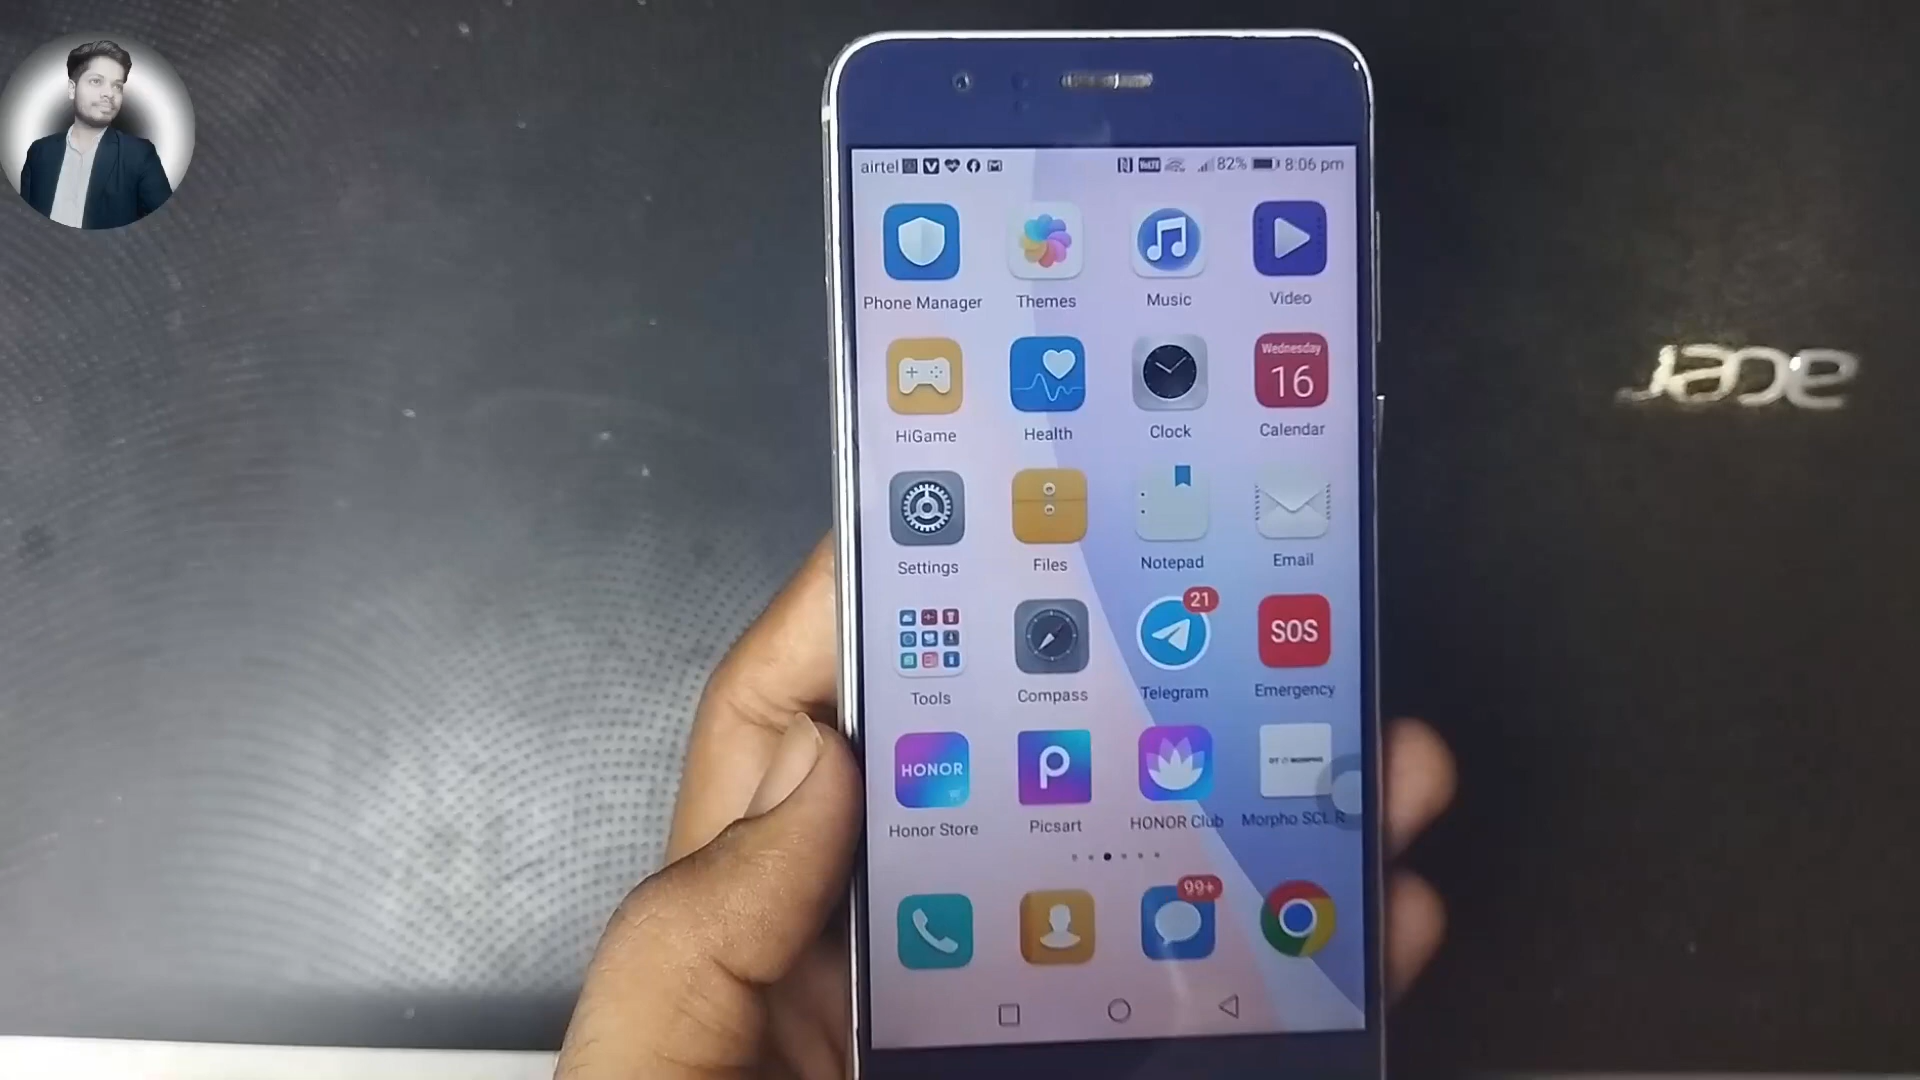 airtel 82% 8:06 pm
Phone Manager Themes Music Video
Wednesday
16
HiGame Health Clock Calendar
Settings Files Notepad Email
21
SOS
Tools Compass Telegram Emergency
HONOR
Honor Store Picsart HONOR Club Morpho SCL R
99+
acer